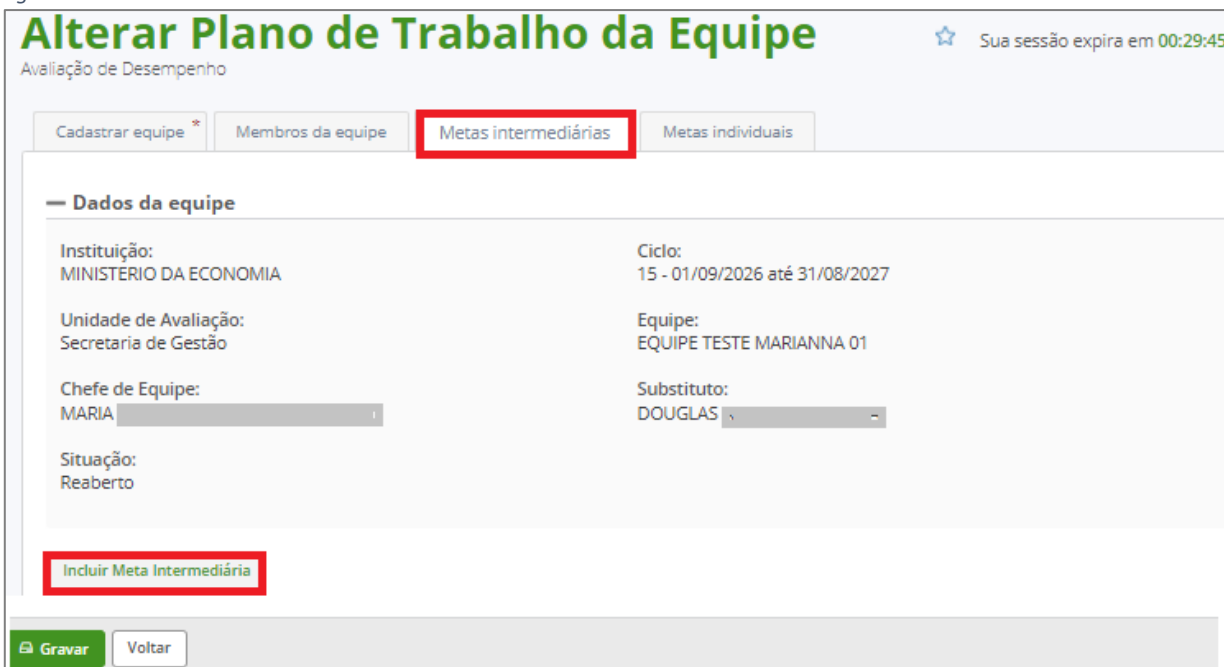 Alterar Plano de Trabalho da Equipe
Sua sessão expira em 00:29:45
Avaliação de Desempenho
Cadastrar equipe *
Membros da equipe
Metas intermediárias
Metas individuais
Dados da equipe
Instituição:
MINISTERIO DA ECONOMIA
Ciclo:
15 - 01/09/2026 até 31/08/2027
Unidade de Avaliação:
Secretaria de Gestão
Equipe:
EQUIPE TESTE MARIANNA 01
Chefe de Equipe:
MARIA
Substituto:
DOUGLAS
Situação:
Reaberto
Incluir Meta Intermediária
Gravar
Voltar